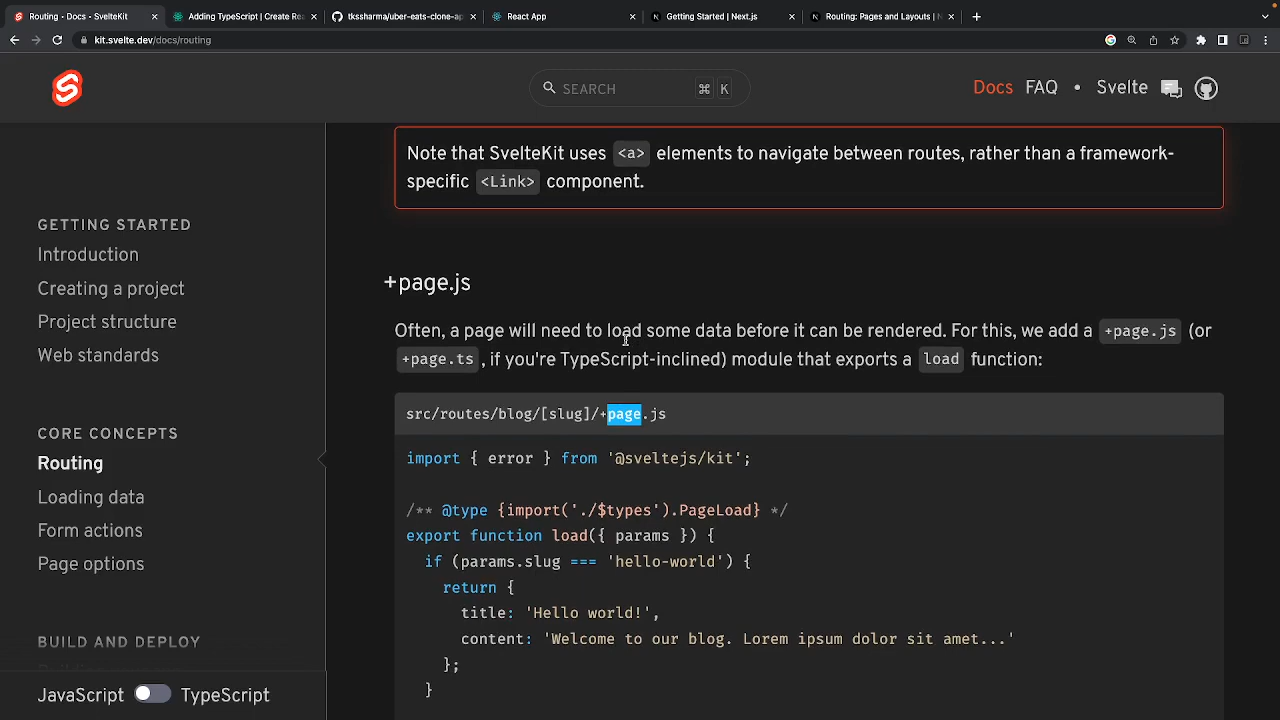 Routing • Docs • SvelteKit
Adding TypeScript | Create Rea
tkssharma/uber-eats-clone-ap
React App
Getting Started | Next.js
Routing: Pages and Layouts | N
kit.svelte.dev/docs/routing
SEARCH ⌘ K
Docs FAQ • Svelte
Note that SvelteKit uses <a> elements to navigate between routes, rather than a framework-
specific <Link> component.
GETTING STARTED
Introduction
Creating a project
Project structure
Web standards
CORE CONCEPTS
Routing
Loading data
Form actions
Page options
BUILD AND DEPLOY
JavaScript TypeScript
+page.js
Often, a page will need to load some data before it can be rendered. For this, we add a +page.js (or
+page.ts , if you're TypeScript-inclined) module that exports a load function:
src/routes/blog/[slug]/+page.js
import { error } from '@sveltejs/kit';
/** @type {import('./$types').PageLoad} */
export function load({ params }) {
if (params.slug === 'hello-world') {
return {
title: 'Hello world!',
content: 'Welcome to our blog. Lorem ipsum dolor sit amet...'
};
}